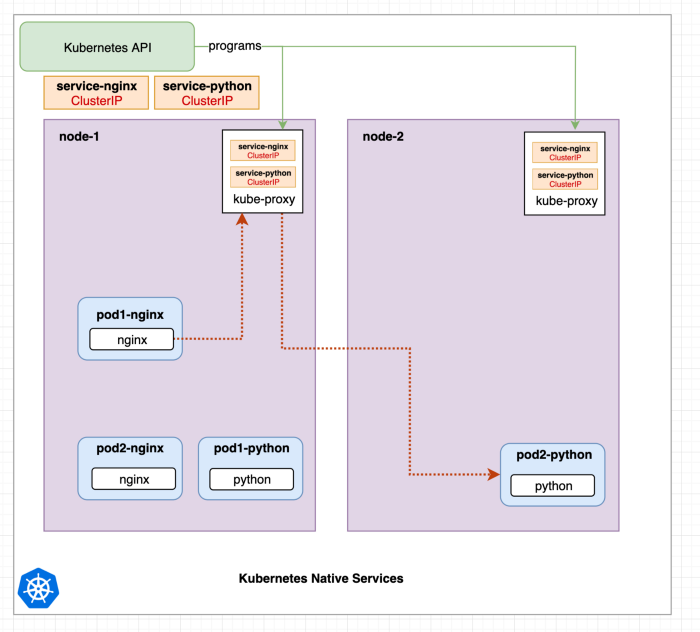 Kubernetes API
programs
service-nginx
ClusterIP
service-python
ClusterIP
node-1
service-nginx
ClusterIP
service-python
ClusterIP
kube-proxy
pod1-nginx
nginx
pod2-nginx
nginx
pod1-python
python
node-2
service-nginx
ClusterIP
service-python
ClusterIP
kube-proxy
pod2-python
python
Kubernetes Native Services